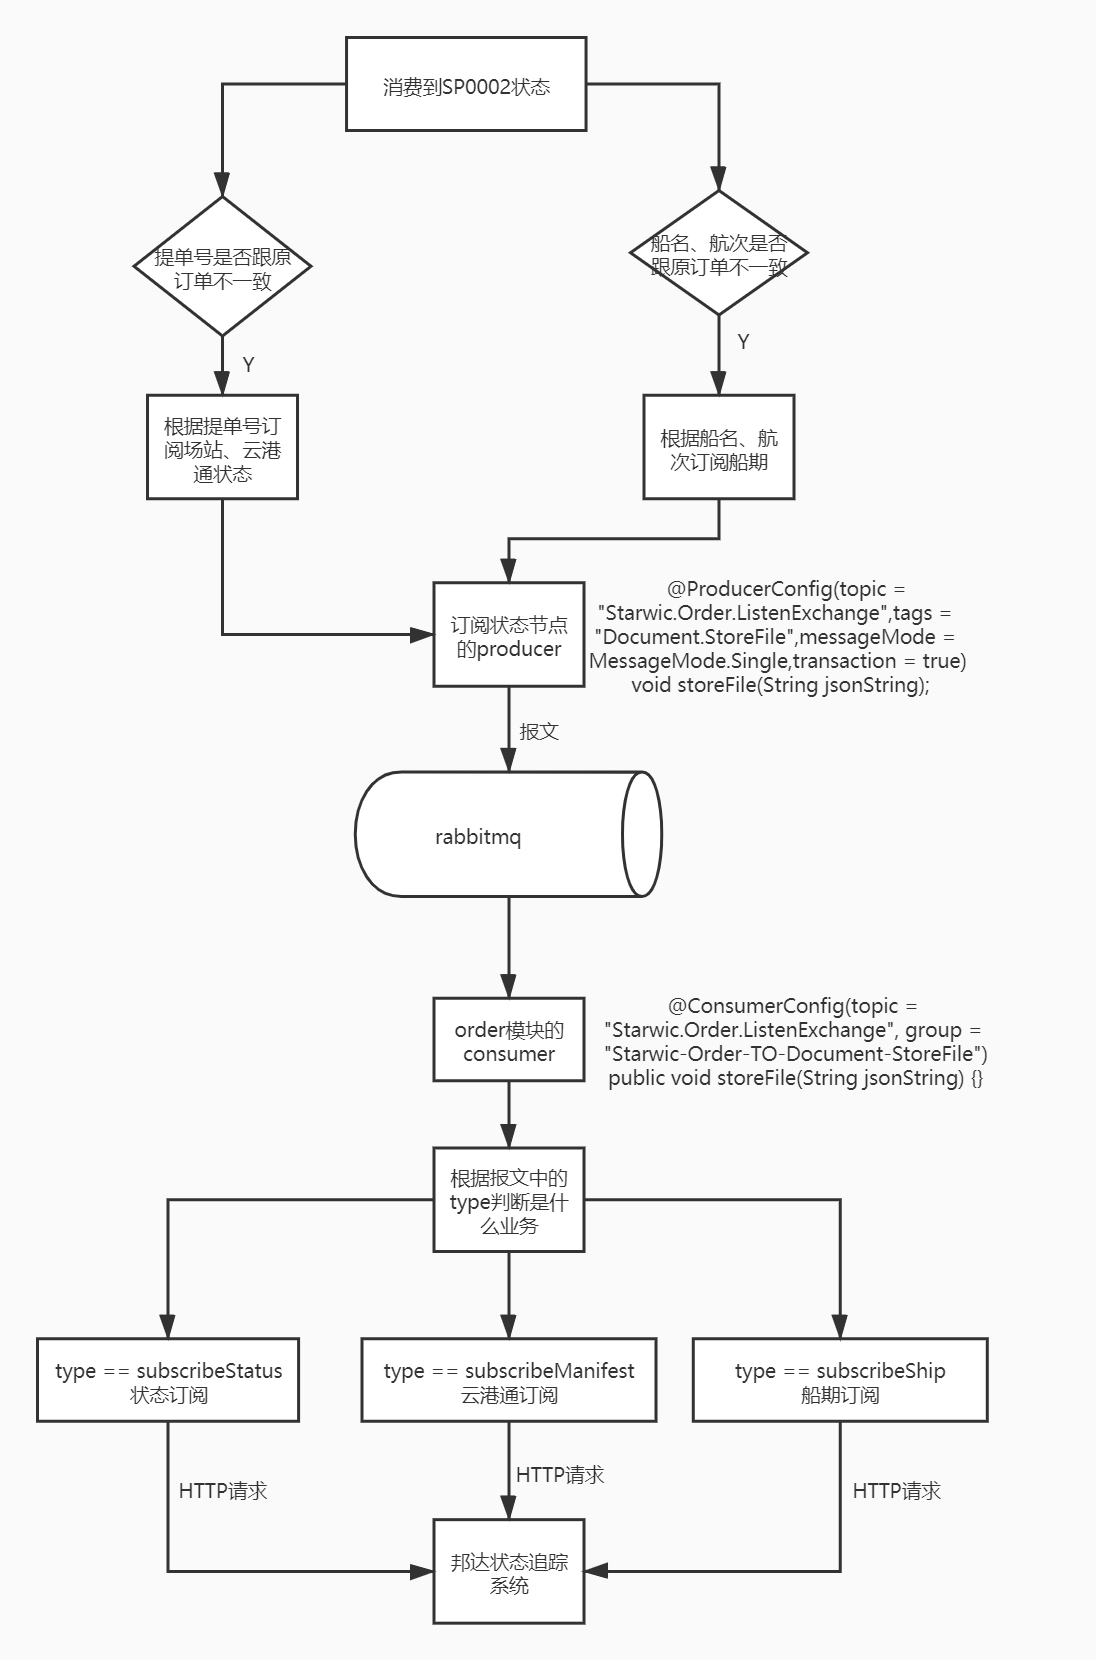 消费到SP0002状态
提单号是否跟原
订单不一致
船名、航次是否
跟原订单不一致
Y
Y
根据提单号订
阅场站、云港
通状态
根据船名、航
次订阅船期
订阅状态节点
的producer
@ProducerConfig(topic =
"Starwic.Order.ListenExchange",tags =
"Document.StoreFile",messageMode =
MessageMode.Single,transaction = true)
void storeFile(String jsonString);
报文
rabbitmq
order模块的
consumer
@ConsumerConfig(topic =
"Starwic.Order.ListenExchange", group =
"Starwic-Order-TO-Document-StoreFile")
public void storeFile(String jsonString) {}
根据报文中的
type判断是什
么业务
type == subscribeStatus
状态订阅
type == subscribeManifest
云港通订阅
type == subscribeShip
船期订阅
HTTP请求
HTTP请求
HTTP请求
邦达状态追踪
系统